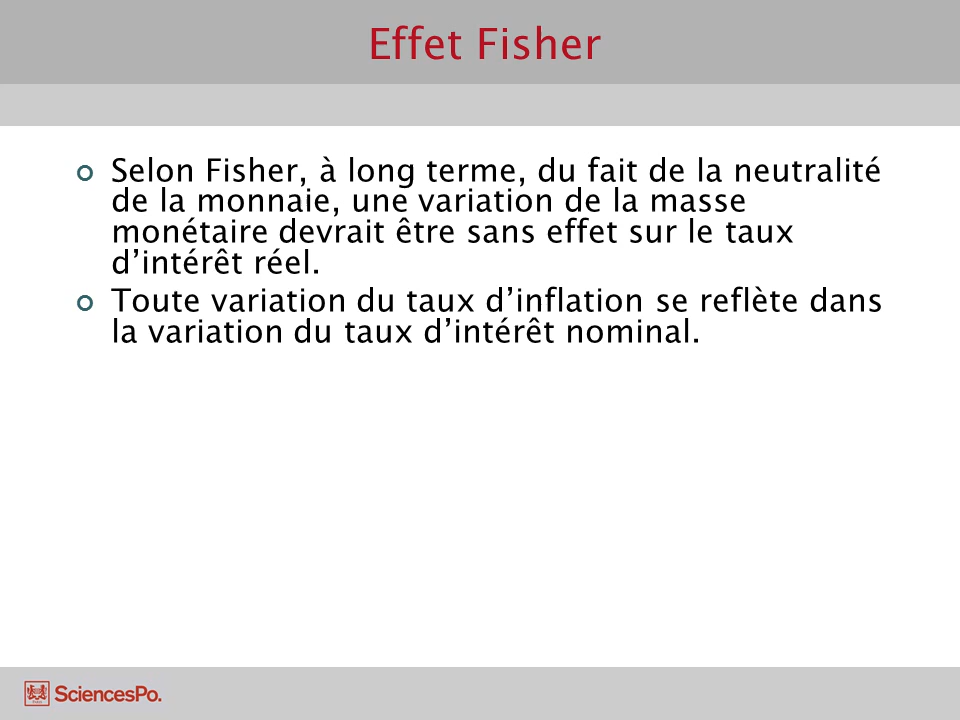 Effet Fisher
Selon Fisher, à long terme, du fait de la neutralité
de la monnaie, une variation de la masse
monétaire devrait être sans effet sur le taux
d’intérêt réel.
Toute variation du taux d’inflation se reflète dans
la variation du taux d’intérêt nominal.
SciencesPo.